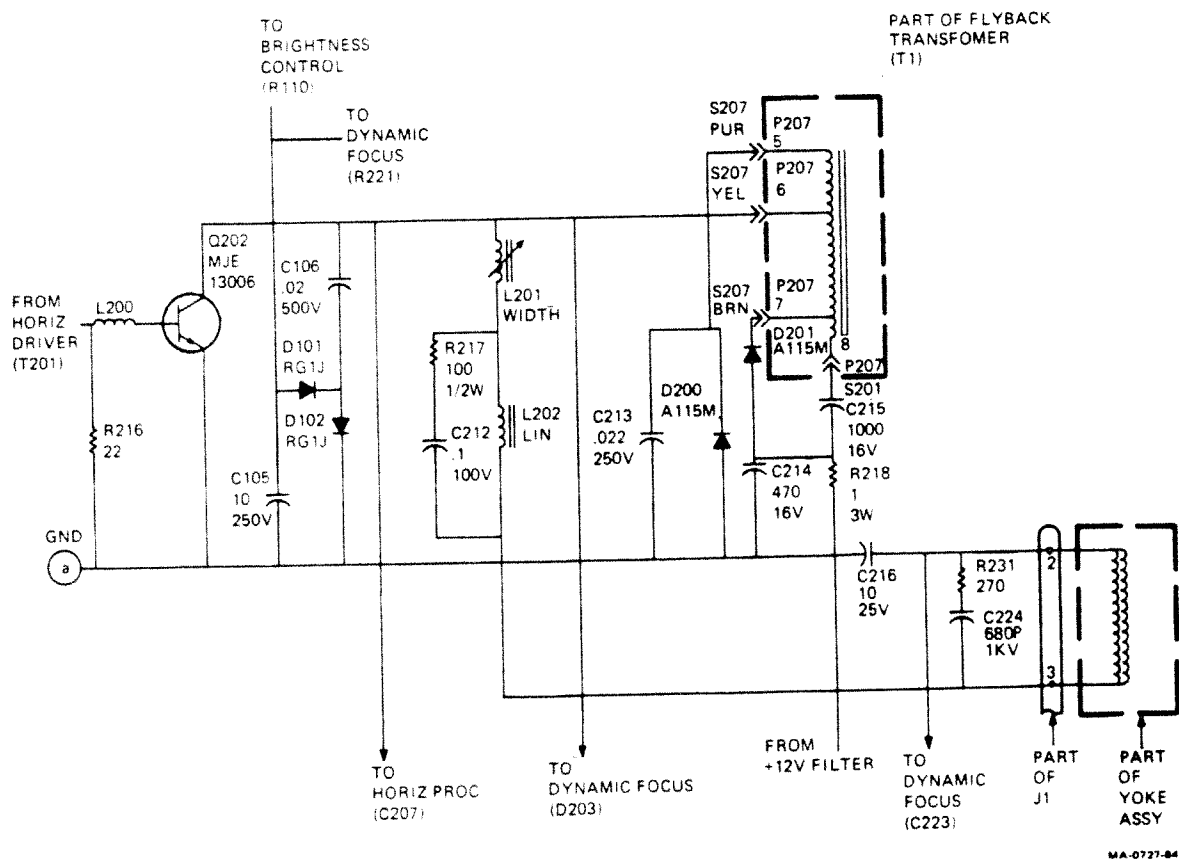 TO
BRIGHTNESS
CONTROL
(R110)
TO
DYNAMIC
FOCUS
(R221)
PART OF FLYBACK
TRANSFOMER
(T1)
S207
PUR
P207
5
S207
YEL
P207
6
S207
BRN
P207
7
D201
A115M
8
P207
S201
C215
1000
16V
R218
1
3W
Q202
MJE
13006
C106
.02
500V
L201
WIDTH
FROM
HORIZ
DRIVER
(T201)
L200
D101
RG1J
D102
RG1J
R217
100
1/2W
L202
LIN
C212
.1
100V
C213
.022
250V
D200
A115M
C214
470
16V
R216
22
C105
10
250V
GND
a
C216
10
25V
R231
270
C224
680P
1KV
2
3
TO
HORIZ PROC
(C207)
TO
DYNAMIC FOCUS
(D203)
FROM
+12V FILTER
TO
DYNAMIC
FOCUS
(C223)
PART
OF
J1
PART
OF
YOKE
ASSY
MA-0727-84